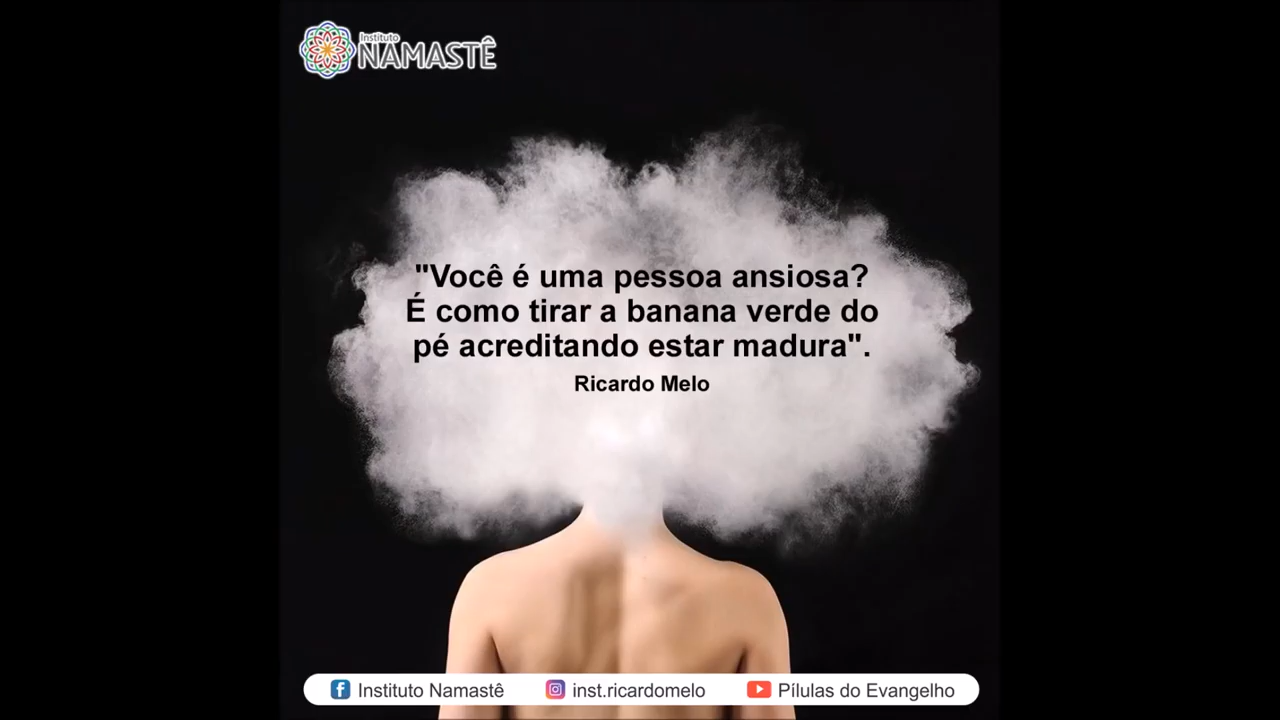 Instituto
NAMASTÊ
"Você é uma pessoa ansiosa?
É como tirar a banana verde do
pé acreditando estar madura".
Ricardo Melo
Instituto Namastê inst.ricardomelo Pílulas do Evangelho